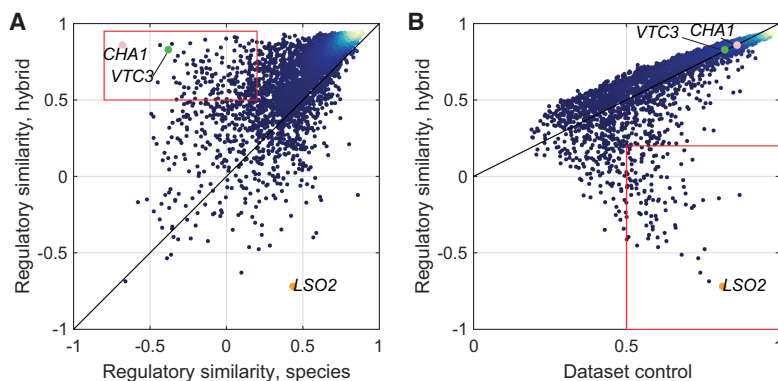 A
Regulatory similarity, hybrid
1
0.5
0
-0.5
-1
-1
-0.5
0
0.5
1
Regulatory similarity, species
CHA1
VTC3
LSO2
B
Regulatory similarity, hybrid
1
0.5
0
-0.5
-1
0
0.5
1
Dataset control
VTC3
CHA1
LSO2